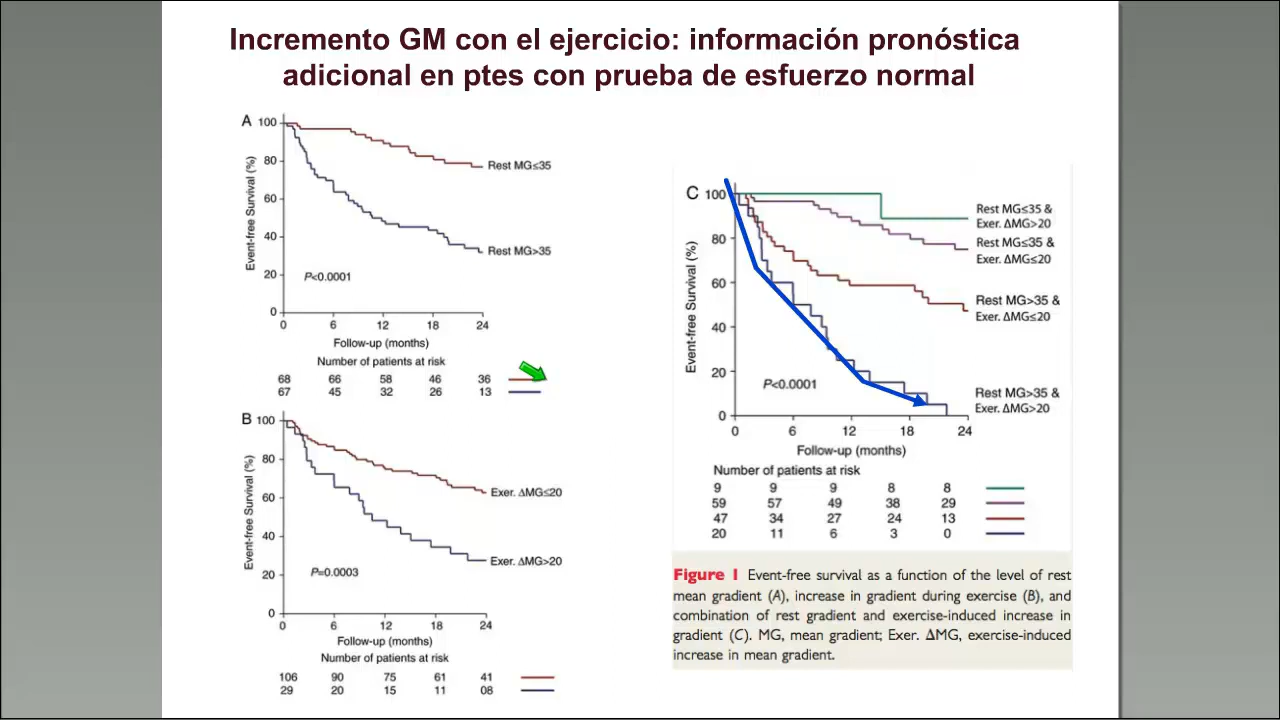 Incremento GM con el ejercicio: información pronóstica
adicional en ptes con prueba de esfuerzo normal
A
Event-free Survival (%)
100
80
60
40
20
0
Rest MG≤35
Rest MG>35
P<0.0001
0 6 12 18 24
Follow-up (months)
Number of patients at risk
68 66 58 46 36
67 45 32 26 13
B
Event-free Survival (%)
100
80
60
40
20
0
Exer. ΔMG≤20
Exer. ΔMG>20
P=0.0003
0 6 12 18 24
Follow-up (months)
Number of patients at risk
106 90 75 61 41
29 20 15 11 08
C
Event-free Survival (%)
100
80
60
40
20
0
Rest MG≤35 &
Exer. ΔMG>20
Rest MG≤35 &
Exer. ΔMG≤20
Rest MG>35 &
Exer. ΔMG≤20
Rest MG>35 &
Exer. ΔMG>20
P<0.0001
0 6 12 18 24
Follow-up (months)
Number of patients at risk
9 9 9 8 8
59 57 49 38 29
47 34 27 24 13
20 11 6 3 0
Figure 1 Event-free survival as a function of the level of rest
mean gradient (A), increase in gradient during exercise (B), and
combination of rest gradient and exercise-induced increase in
gradient (C). MG, mean gradient; Exer. ΔMG, exercise-induced
increase in mean gradient.